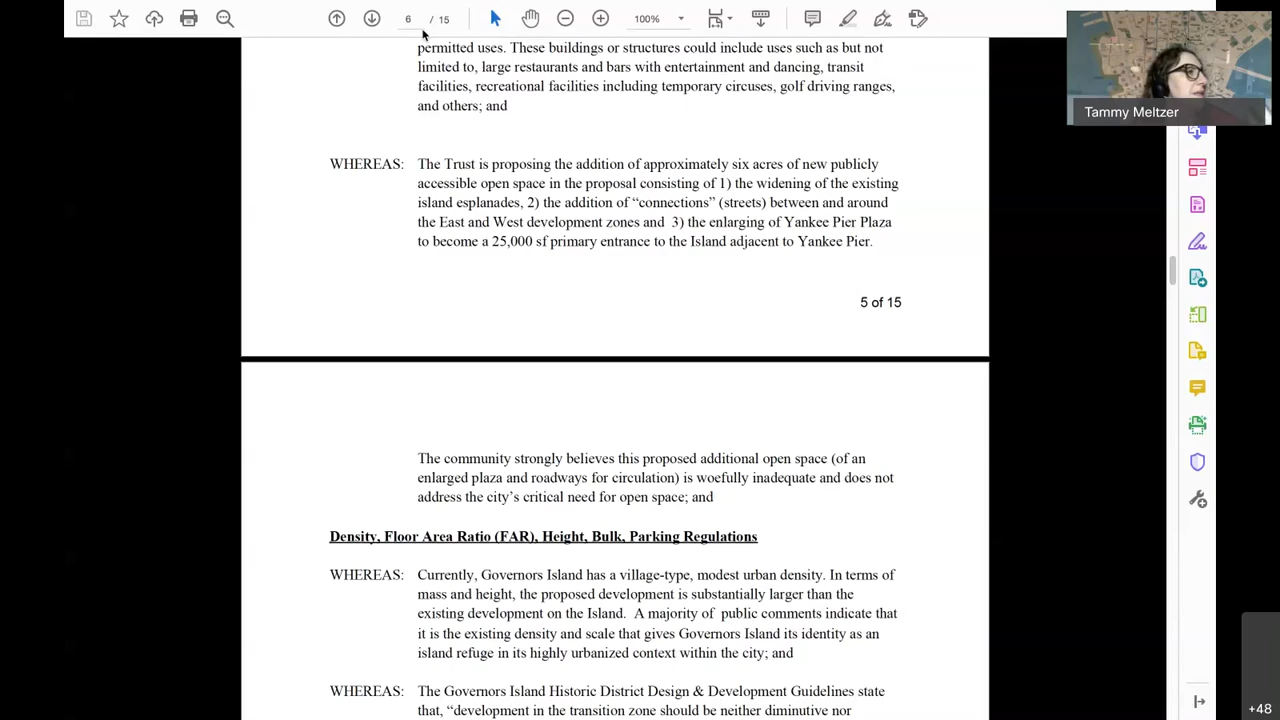 6 / 15
100%
permitted uses. These buildings or structures could include uses such as but not
limited to, large restaurants and bars with entertainment and dancing, transit
facilities, recreational facilities including temporary circuses, golf driving ranges,
and others; and
Tammy Meltzer
WHEREAS: The Trust is proposing the addition of approximately six acres of new publicly
accessible open space in the proposal consisting of 1) the widening of the existing
island esplanades, 2) the addition of “connections” (streets) between and around
the East and West development zones and 3) the enlarging of Yankee Pier Plaza
to become a 25,000 sf primary entrance to the Island adjacent to Yankee Pier.
5 of 15
The community strongly believes this proposed additional open space (of an
enlarged plaza and roadways for circulation) is woefully inadequate and does not
address the city’s critical need for open space; and
Density, Floor Area Ratio (FAR), Height, Bulk, Parking Regulations
WHEREAS: Currently, Governors Island has a village-type, modest urban density. In terms of
mass and height, the proposed development is substantially larger than the
existing development on the Island. A majority of public comments indicate that
it is the existing density and scale that gives Governors Island its identity as an
island refuge in its highly urbanized context within the city; and
WHEREAS: The Governors Island Historic District Design & Development Guidelines state
that, “development in the transition zone should be neither diminutive nor
+48